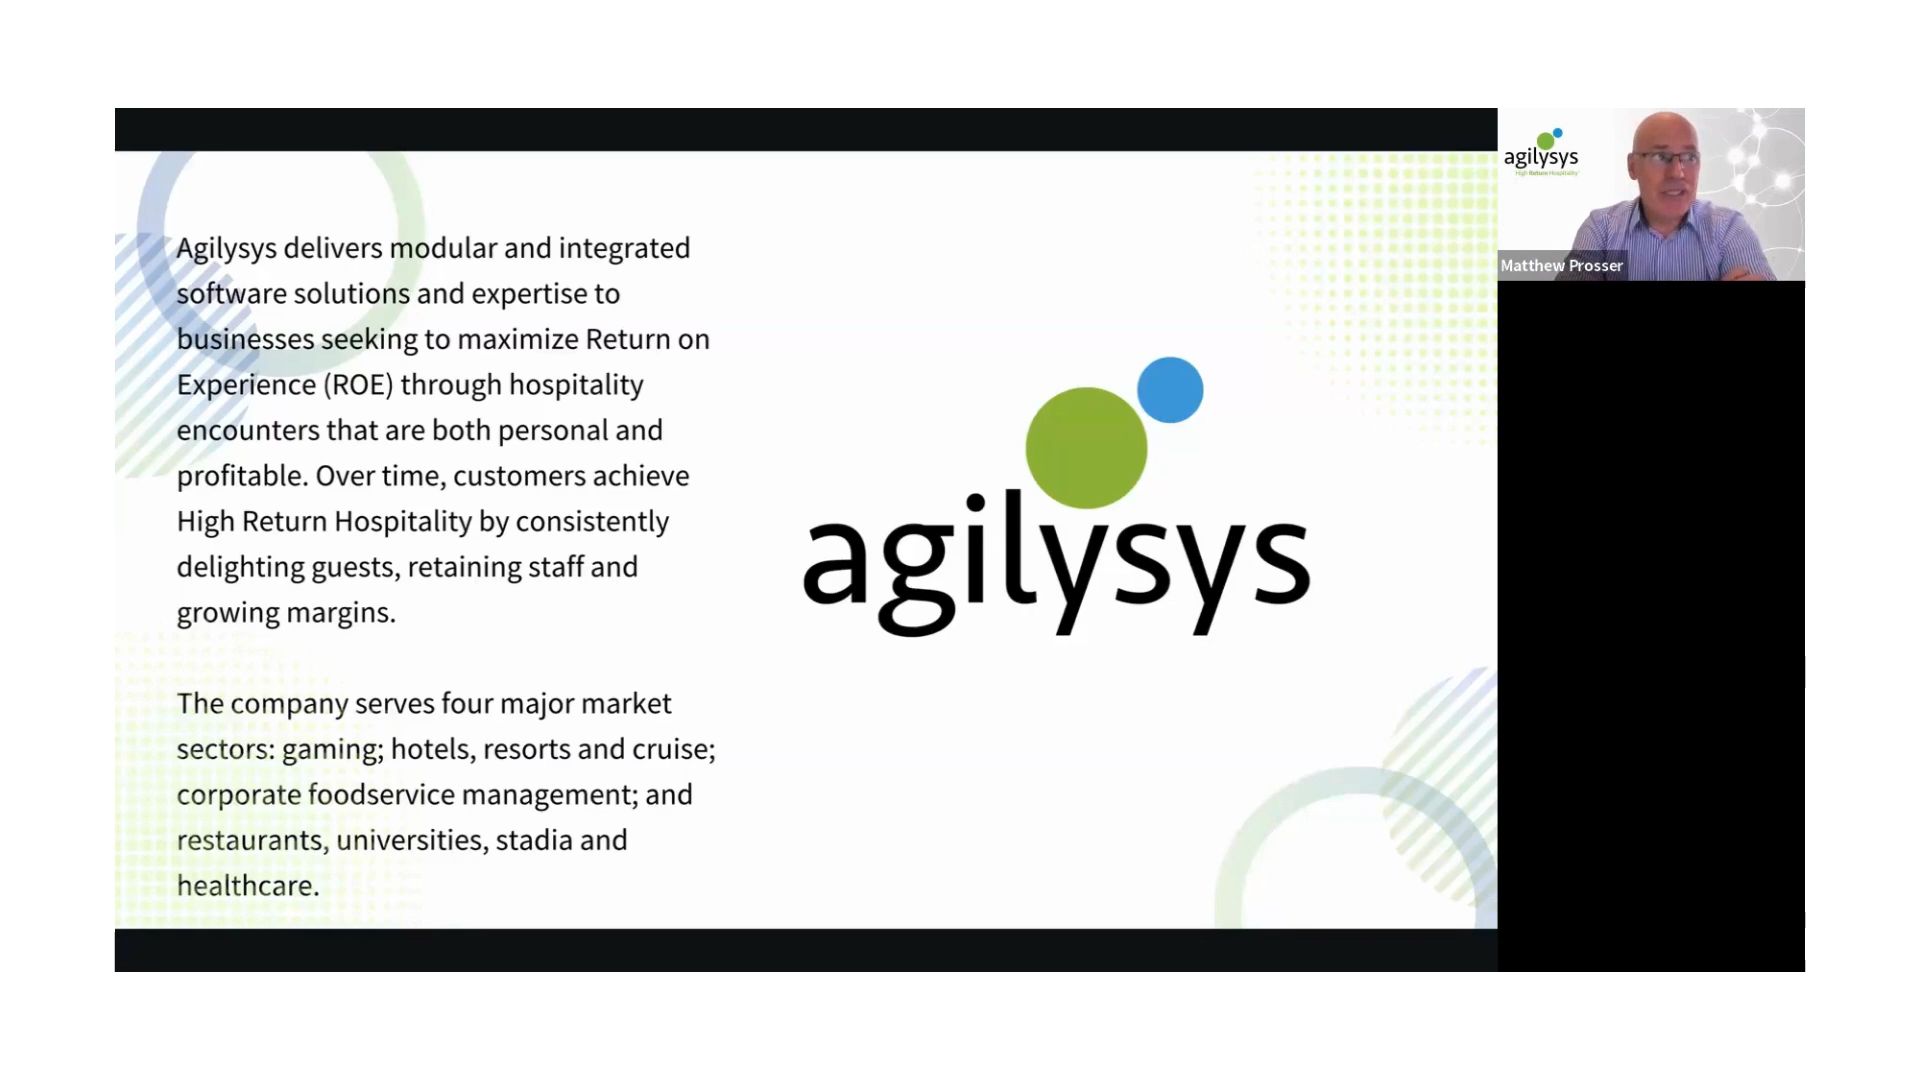 Agilysys delivers modular and integrated
software solutions and expertise to
businesses seeking to maximize Return on
Experience (ROE) through hospitality
encounters that are both personal and
profitable. Over time, customers achieve
High Return Hospitality by consistently
delighting guests, retaining staff and
growing margins.
The company serves four major market
sectors: gaming; hotels, resorts and cruise;
corporate foodservice management; and
restaurants, universities, stadia and
healthcare.
agilysys
agilysys
High Return Hospitality
Matthew Prosser